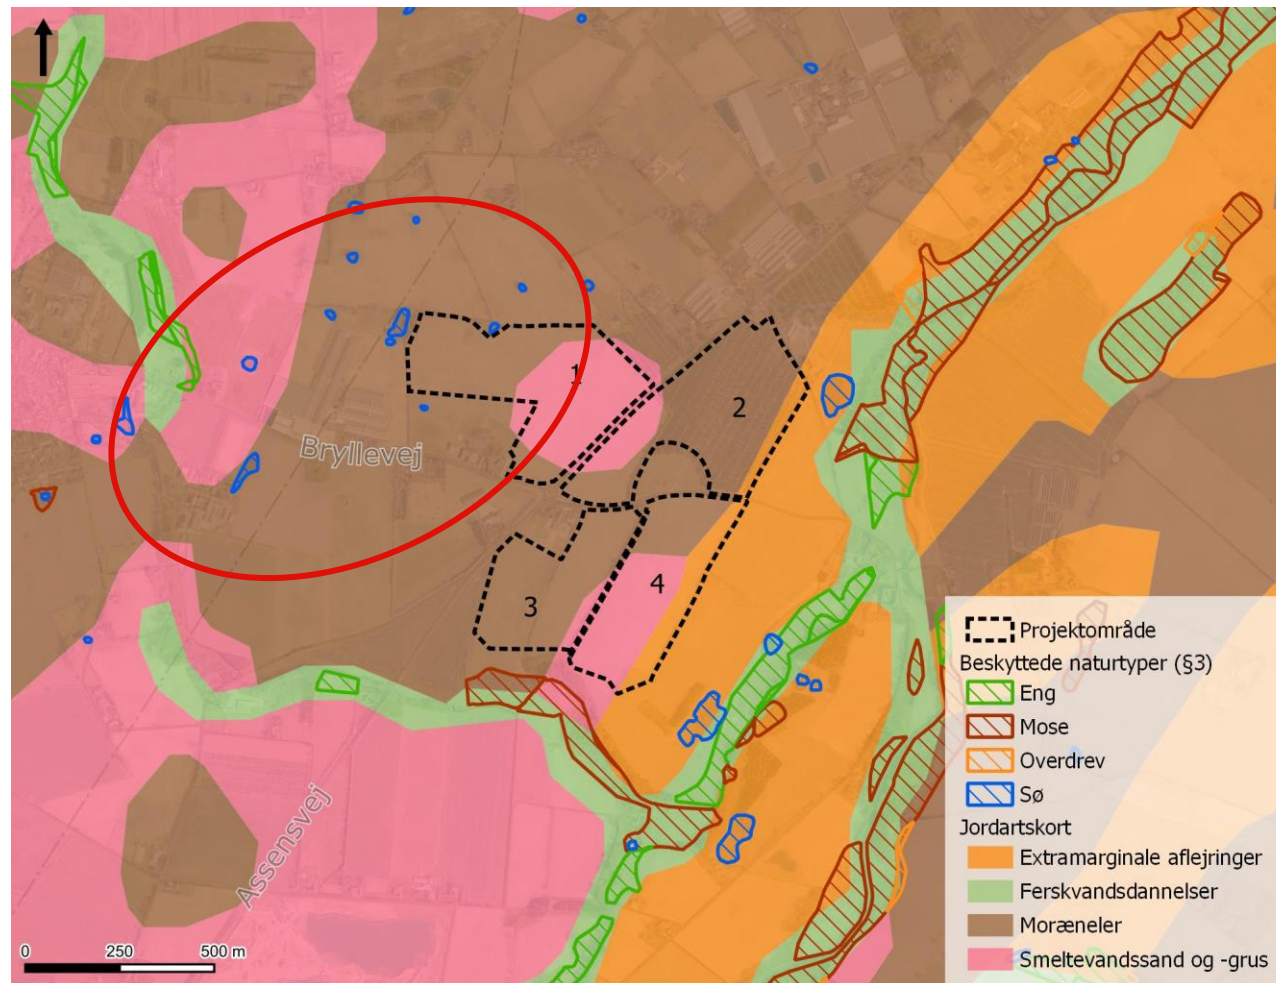 1
2
Bryllevej
4
3
Assensvej
0 250 500 m
Projektområde
Beskyttede naturtyper (§3)
Eng
Mose
Overdrev
Sø
Jordartskort
Extramarginale aflejringer
Ferskvandsdannelser
Moræneler
Smeltevandssand og -grus